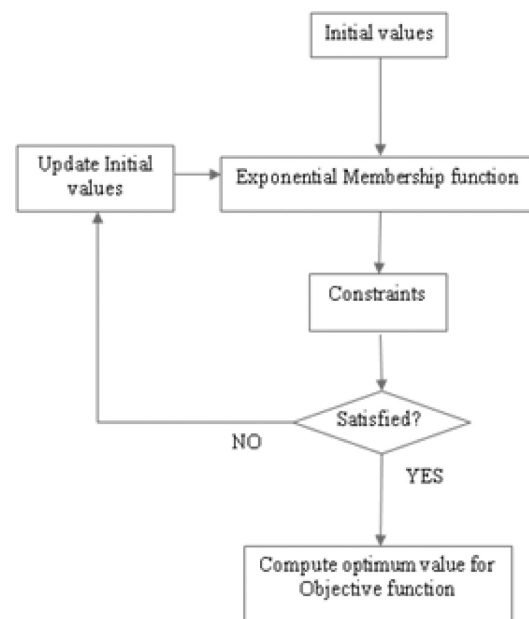 Initial values
Update Initial
values
Exponential Membership function
Constraints
Satisfied?
NO
YES
Compute optimum value for
Objective function